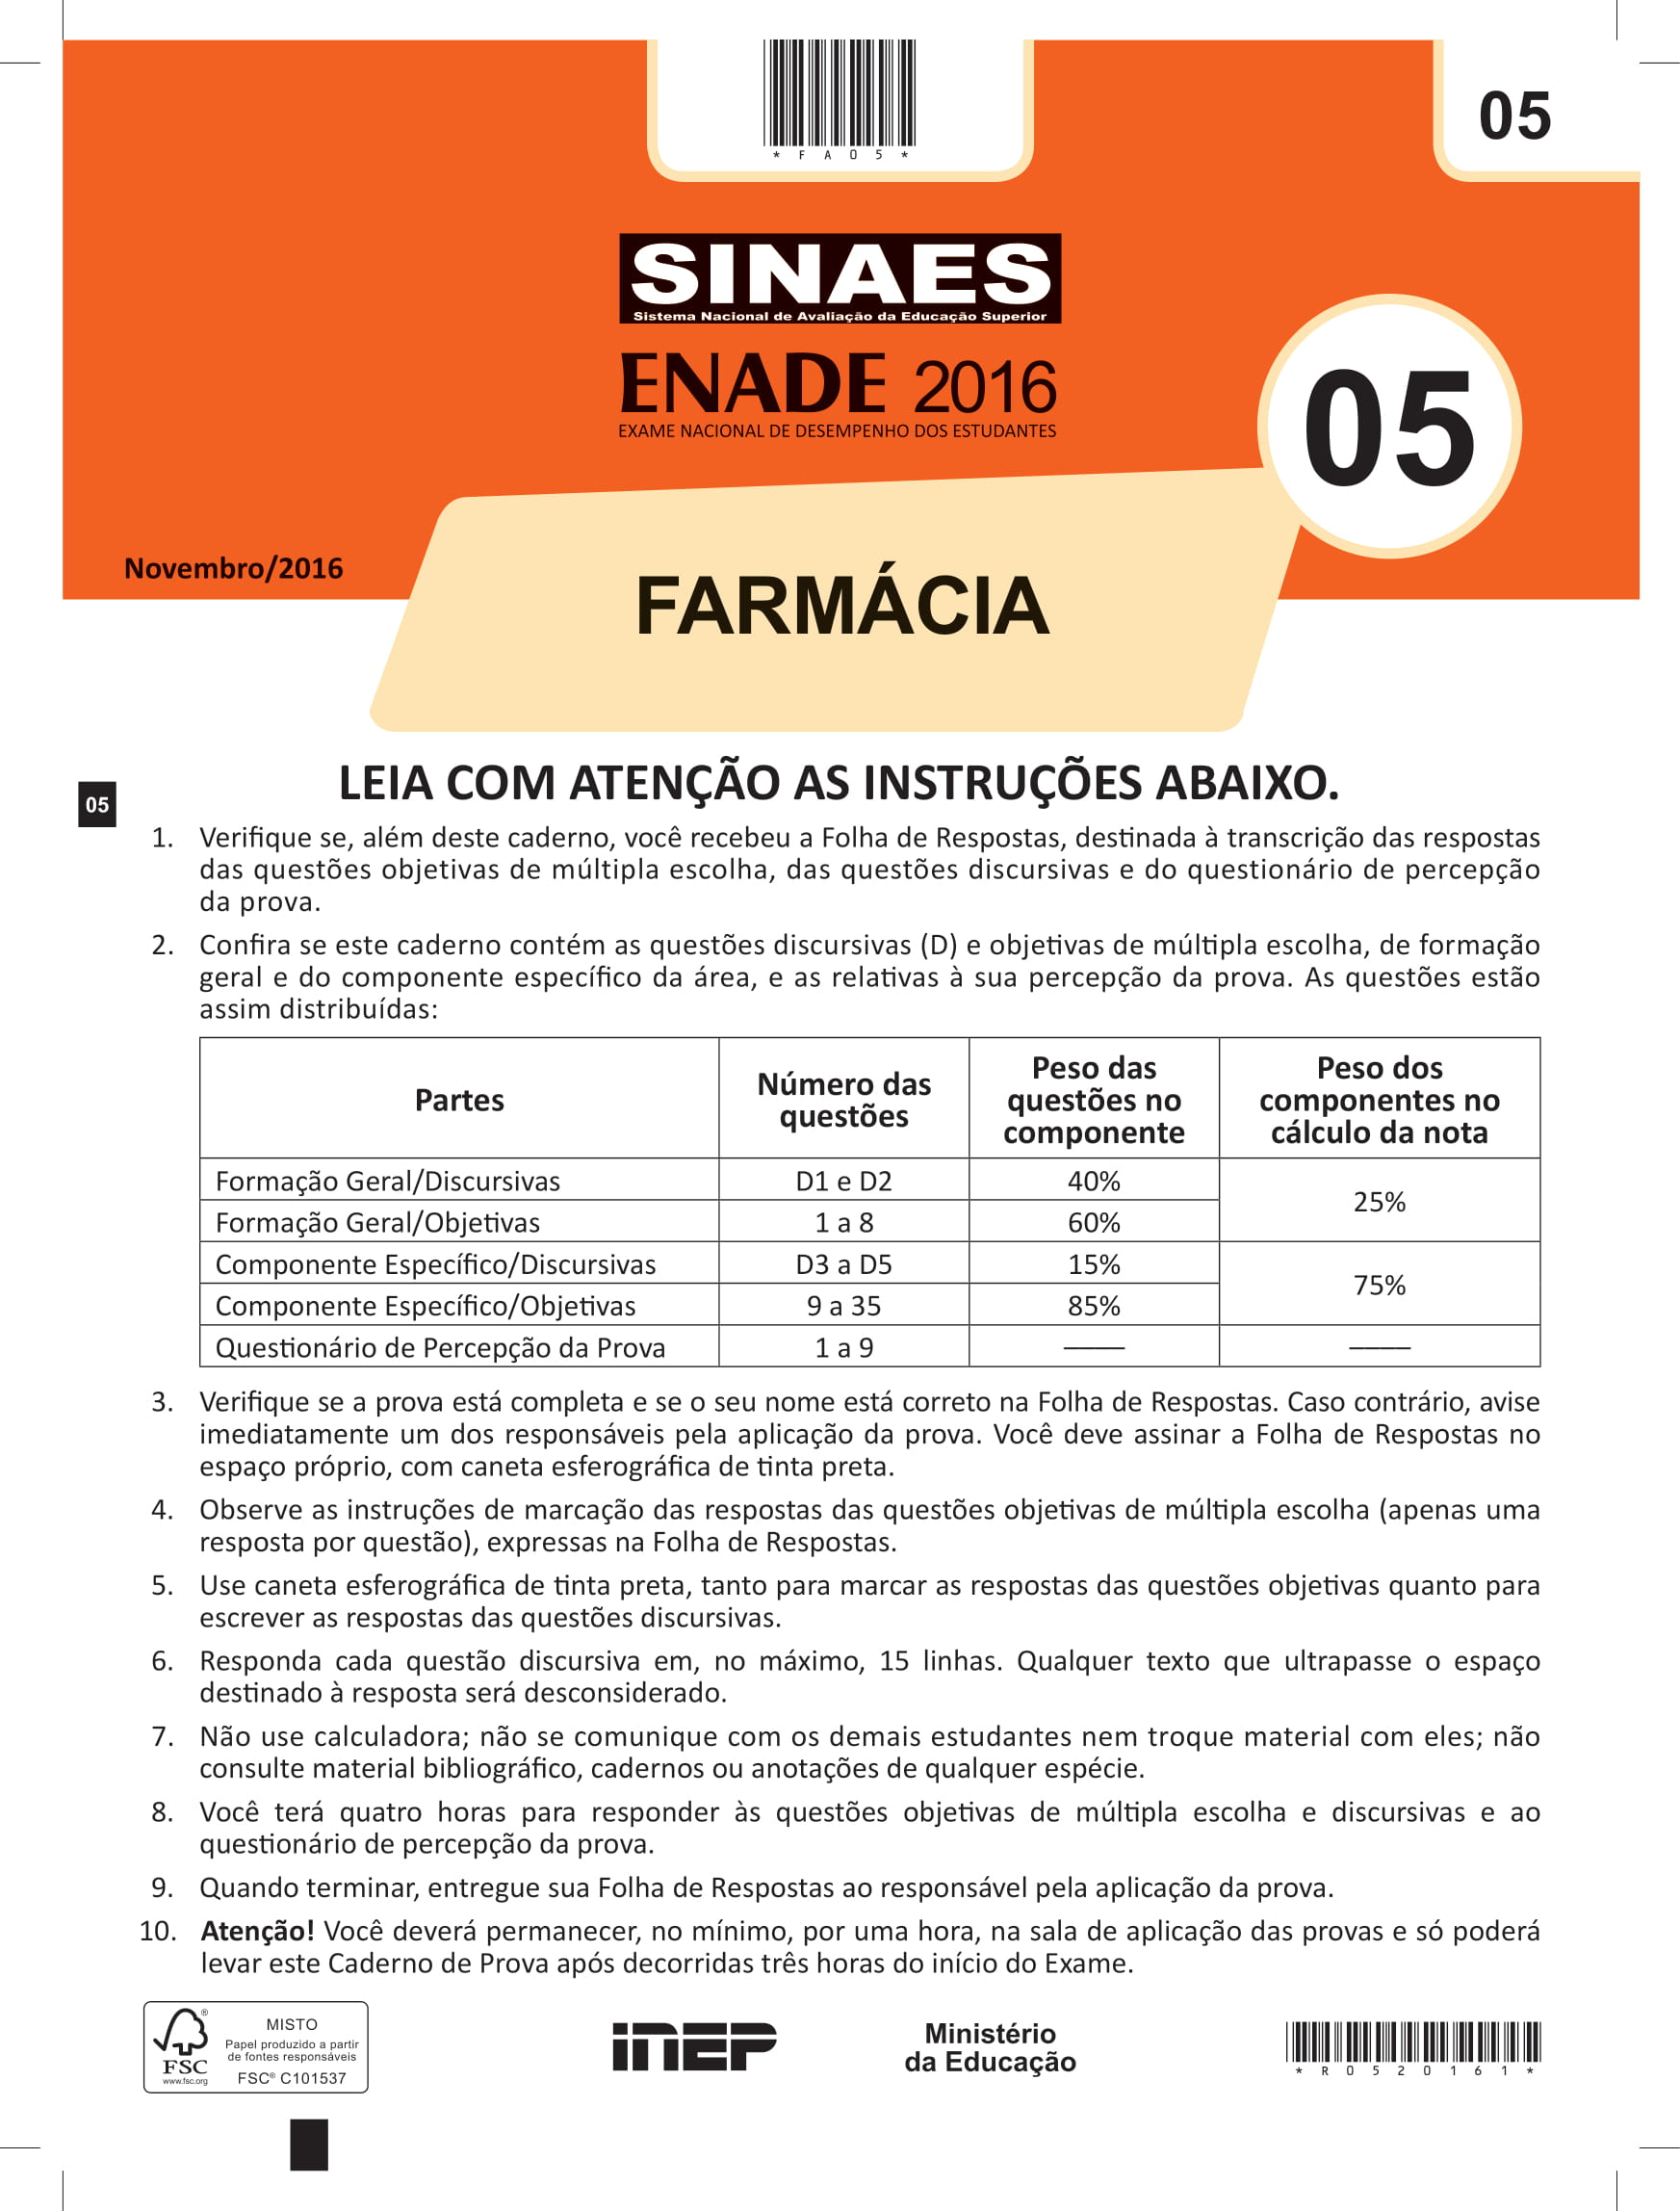 * F A 0 5 *
05
SINAES
Sistema Nacional de Avaliação da Educação Superior
ENADE 2016
EXAME NACIONAL DE DESEMPENHO DOS ESTUDANTES
05
Novembro/2016
FARMÁCIA
LEIA COM ATENÇÃO AS INSTRUÇÕES ABAIXO.
05
1. Verifique se, além deste caderno, você recebeu a Folha de Respostas, destinada à transcrição das respostas
das questões objetivas de múltipla escolha, das questões discursivas e do questionário de percepção
da prova.
2. Confira se este caderno contém as questões discursivas (D) e objetivas de múltipla escolha, de formação
geral e do componente específico da área, e as relativas à sua percepção da prova. As questões estão
assim distribuídas:
Partes
Número das
questões
Peso das
questões no
componente
Peso dos
componentes no
cálculo da nota
Formação Geral/Discursivas D1 e D2 40%
25%
Formação Geral/Objetivas 1 a 8 60%
Componente Específico/Discursivas D3 a D5 15%
75%
Componente Específico/Objetivas 9 a 35 85%
Questionário de Percepção da Prova 1 a 9 —— ——
3. Verifique se a prova está completa e se o seu nome está correto na Folha de Respostas. Caso contrário, avise
imediatamente um dos responsáveis pela aplicação da prova. Você deve assinar a Folha de Respostas no
espaço próprio, com caneta esferográfica de tinta preta.
4. Observe as instruções de marcação das respostas das questões objetivas de múltipla escolha (apenas uma
resposta por questão), expressas na Folha de Respostas.
5. Use caneta esferográfica de tinta preta, tanto para marcar as respostas das questões objetivas quanto para
escrever as respostas das questões discursivas.
6. Responda cada questão discursiva em, no máximo, 15 linhas. Qualquer texto que ultrapasse o espaço
destinado à resposta será desconsiderado.
7. Não use calculadora; não se comunique com os demais estudantes nem troque material com eles; não
consulte material bibliográfico, cadernos ou anotações de qualquer espécie.
8. Você terá quatro horas para responder às questões objetivas de múltipla escolha e discursivas e ao
questionário de percepção da prova.
9. Quando terminar, entregue sua Folha de Respostas ao responsável pela aplicação da prova.
10. Atenção! Você deverá permanecer, no mínimo, por uma hora, na sala de aplicação das provas e só poderá
levar este Caderno de Prova após decorridas três horas do início do Exame.
®
FSC
www.fsc.org
MISTO
Papel produzido a partir
de fontes responsáveis
FSC® C101537
INEP
Ministério
da Educação
* R 0 5 2 0 1 6 1 *